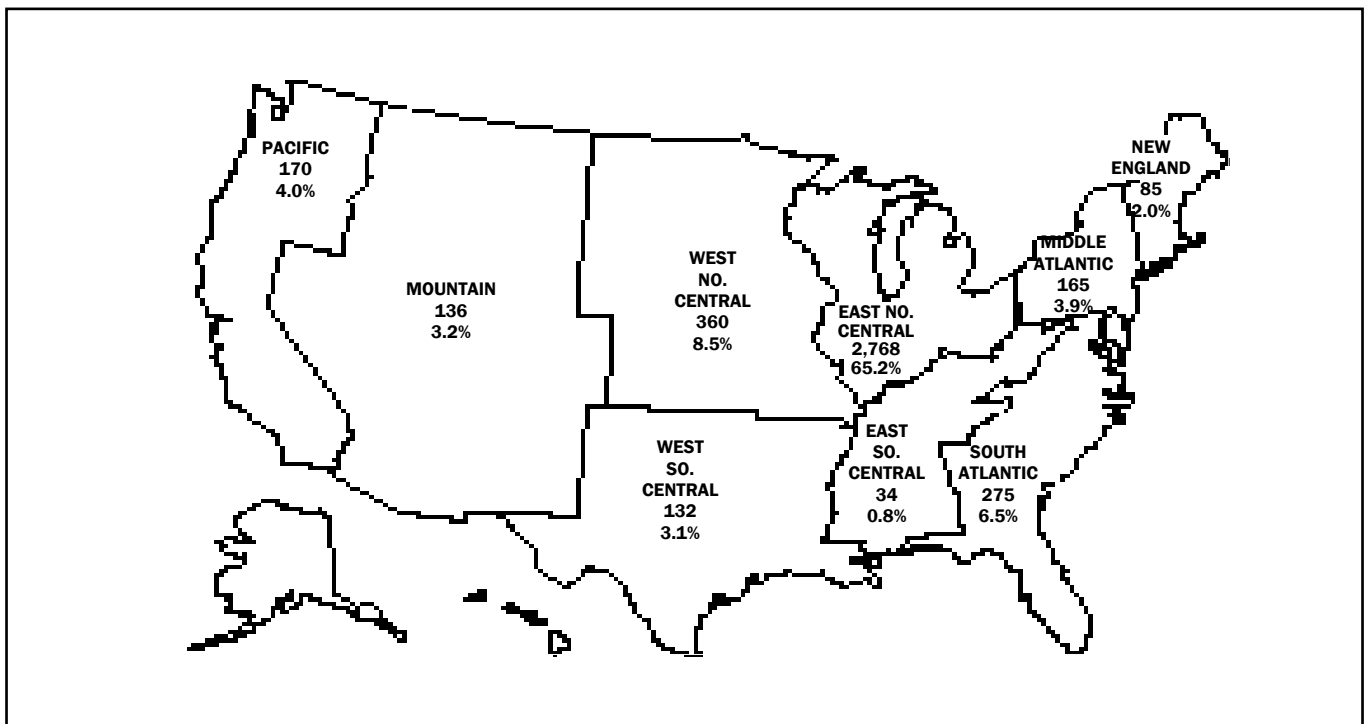 PACIFIC
170
4.0%
MOUNTAIN
136
3.2%
WEST
NO.
CENTRAL
360
8.5%
WEST
SO.
CENTRAL
132
3.1%
EAST NO.
CENTRAL
2,768
65.2%
EAST
SO.
CENTRAL
34
0.8%
SOUTH
ATLANTIC
275
6.5%
MIDDLE
ATLANTIC
165
3.9%
NEW
ENGLAND
85
2.0%